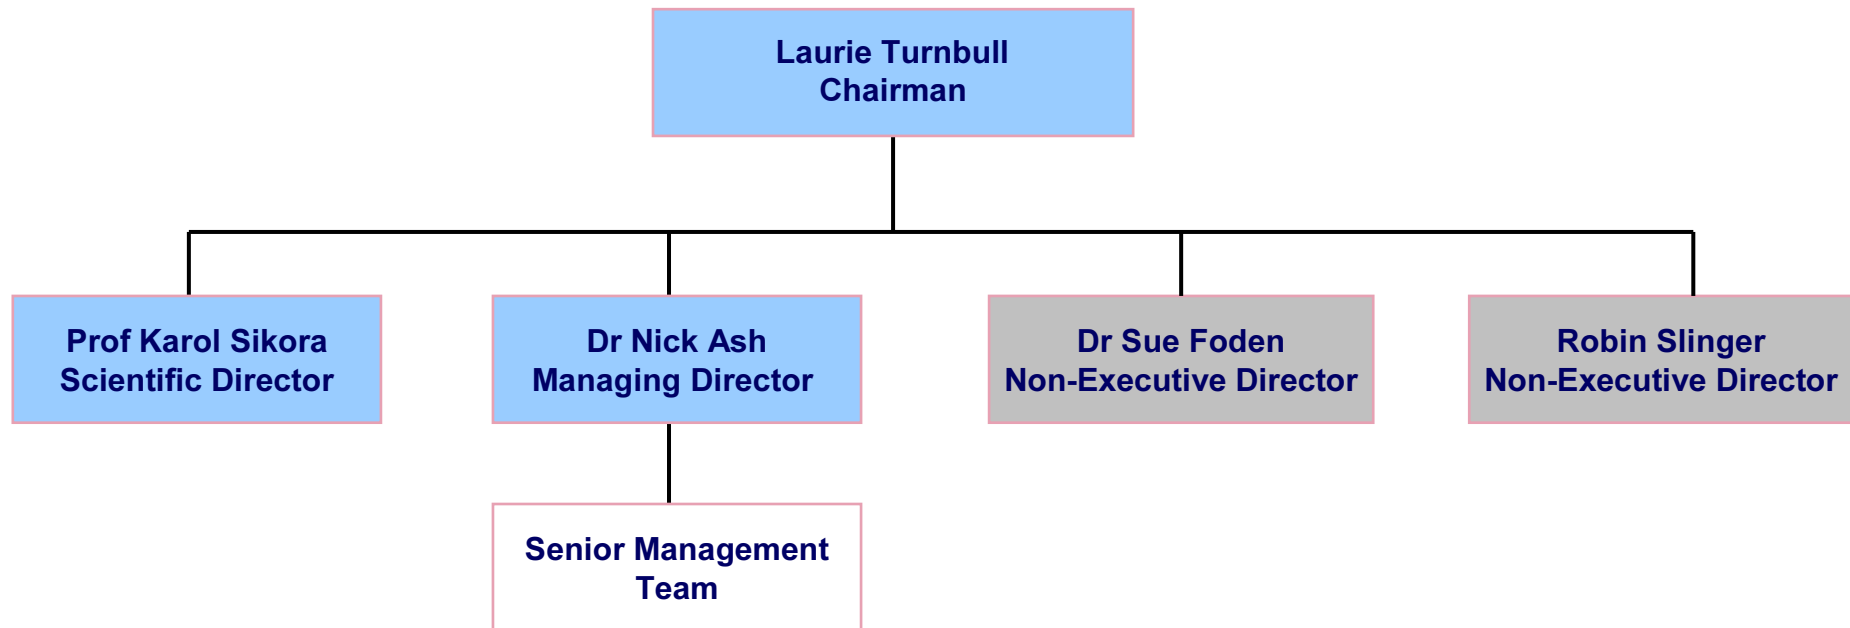 Laurie Turnbull
Chairman
Prof Karol Sikora
Scientific Director
Dr Nick Ash
Managing Director
Dr Sue Foden
Non-Executive Director
Robin Slinger
Non-Executive Director
Senior Management
Team